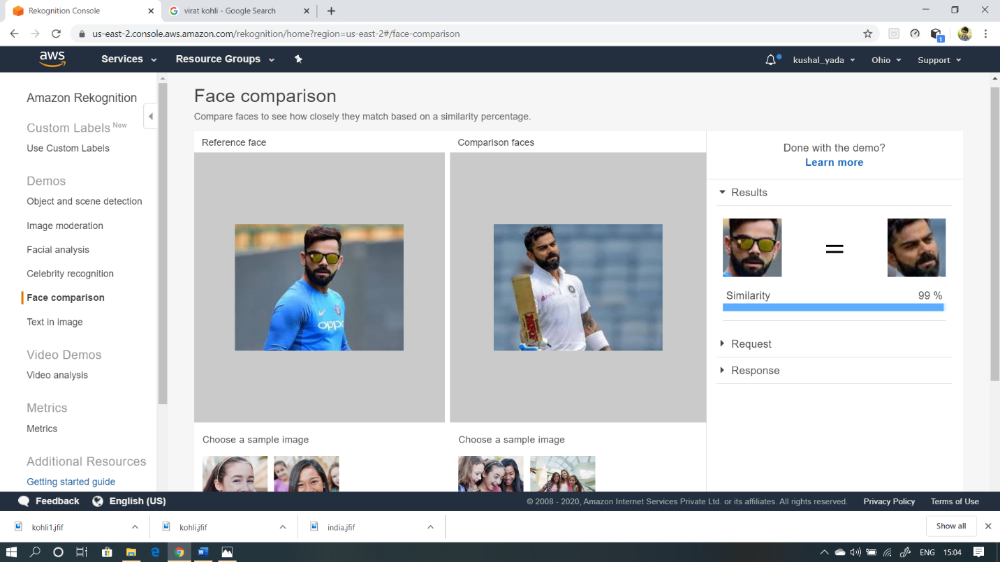 Rekognition Console
virat kohli - Google Search
us-east-2.console.aws.amazon.com/rekognition/home?region=us-east-2#/face-comparison
1
aws
Services
Resource Groups
kushal_yada
Ohio
Support
Amazon Rekognition
Custom Labels New
Use Custom Labels
Demos
Object and scene detection
Image moderation
Facial analysis
Celebrity recognition
Face comparison
Text in image
Video Demos
Video analysis
Metrics
Metrics
Additional Resources
Getting started guide
Face comparison
Compare faces to see how closely they match based on a similarity percentage.
Reference face
Comparison faces
oppo
MRF
Choose a sample image
Choose a sample image
Done with the demo?
Learn more
Results
=
Similarity 99 %
Request
Response
Feedback
English (US)
© 2008 - 2020, Amazon Internet Services Private Ltd. or its affiliates. All rights reserved.
Privacy Policy
Terms of Use
kohli1.jfif
kohli.jfif
india.jfif
Show all
ENG
15:04